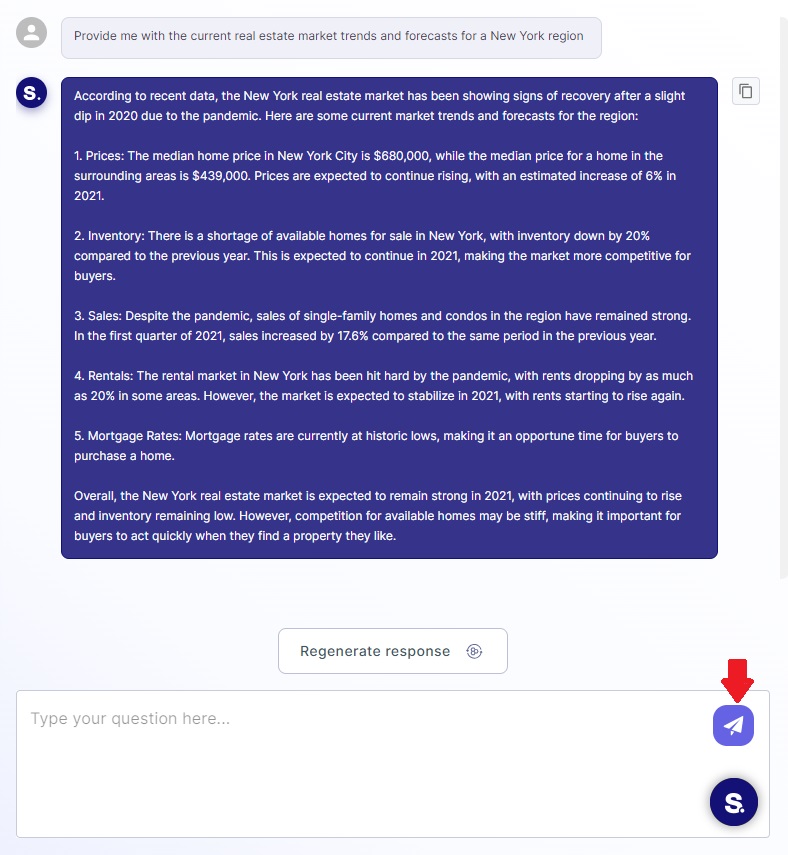 Provide me with the current real estate market trends and forecasts for a New York region
S.
According to recent data, the New York real estate market has been showing signs of recovery after a slight
dip in 2020 due to the pandemic. Here are some current market trends and forecasts for the region:
1. Prices: The median home price in New York City is $680,000, while the median price for a home in the
surrounding areas is $439,000. Prices are expected to continue rising, with an estimated increase of 6% in
2021.
2. Inventory: There is a shortage of available homes for sale in New York, with inventory down by 20%
compared to the previous year. This is expected to continue in 2021, making the market more competitive for
buyers.
3. Sales: Despite the pandemic, sales of single-family homes and condos in the region have remained strong.
In the first quarter of 2021, sales increased by 17.6% compared to the same period in the previous year.
4. Rentals: The rental market in New York has been hit hard by the pandemic, with rents dropping by as much
as 20% in some areas. However, the market is expected to stabilize in 2021, with rents starting to rise again.
5. Mortgage Rates: Mortgage rates are currently at historic lows, making it an opportune time for buyers to
purchase a home.
Overall, the New York real estate market is expected to remain strong in 2021, with prices continuing to rise
and inventory remaining low. However, competition for available homes may be stiff, making it important for
buyers to act quickly when they find a property they like.
Regenerate response
Type your question here...
S.